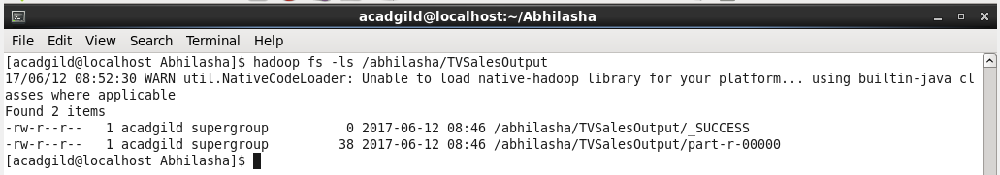 acadgild@localhost:~/Abhilasha
File Edit View Search Terminal Help
[acadgild@localhost Abhilasha]$ hadoop fs -ls /abhilasha/TVSalesOutput
17/06/12 08:52:30 WARN util.NativeCodeLoader: Unable to load native-hadoop library for your platform... using builtin-java cl
asses where applicable
Found 2 items
-rw-r--r--   1 acadgild supergroup          0 2017-06-12 08:46 /abhilasha/TVSalesOutput/_SUCCESS
-rw-r--r--   1 acadgild supergroup         38 2017-06-12 08:46 /abhilasha/TVSalesOutput/part-r-00000
[acadgild@localhost Abhilasha]$